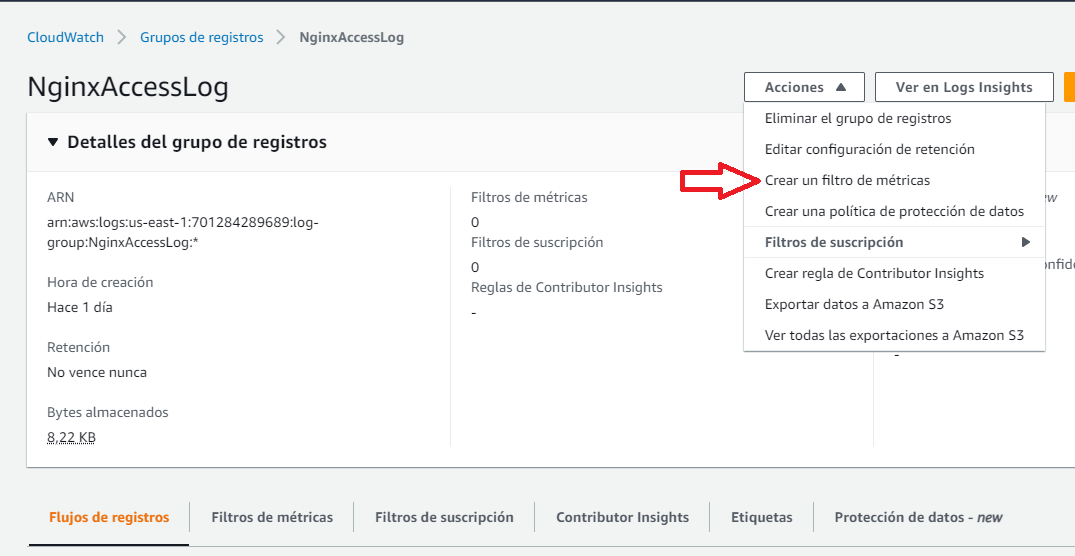 CloudWatch > Grupos de registros > NginxAccessLog
NginxAccessLog
Acciones
Ver en Logs Insights
Eliminar el grupo de registros
Editar configuración de retención
Crear un filtro de métricas
Crear una política de protección de datos
Filtros de suscripción
Crear regla de Contributor Insights
Exportar datos a Amazon S3
Ver todas las exportaciones a Amazon S3
Detalles del grupo de registros
ARN
arn:aws:logs:us-east-1:701284289689:log-
group:NginxAccessLog:*
Hora de creación
Hace 1 día
Retención
No vence nunca
Bytes almacenados
8,22 KB
Filtros de métricas
0
Filtros de suscripción
0
Reglas de Contributor Insights
-
-
Flujos de registros
Filtros de métricas
Filtros de suscripción
Contributor Insights
Etiquetas
Protección de datos - new